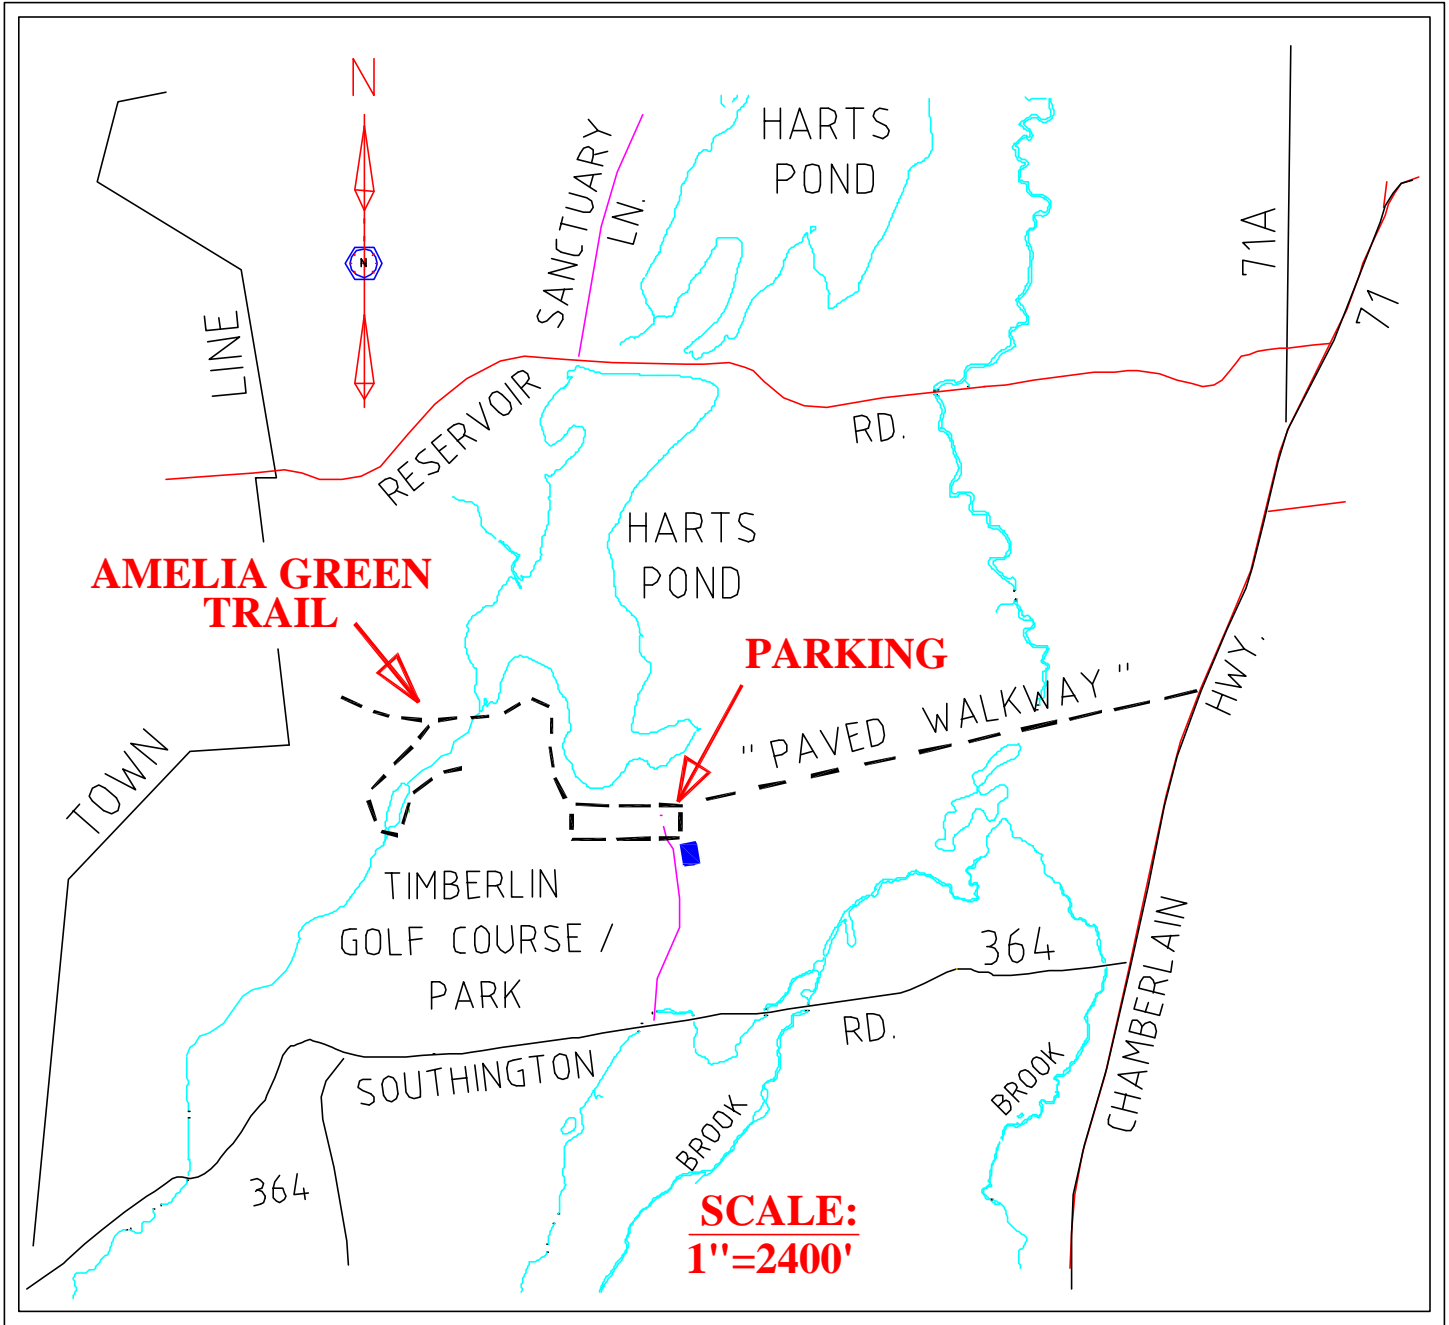 N
N
HARTS
POND
SANCTUARY
LN.
71A
71
LINE
RESERVOIR
RD.
HARTS
POND
AMELIA GREEN
TRAIL
PARKING
" PAVED WALKWAY "
HWY.
TOWN
TIMBERLIN
GOLF COURSE /
PARK
364
CHAMBERLAIN
RD.
SOUTHINGTON
BROOK
BROOK
364
SCALE:
1"=2400'